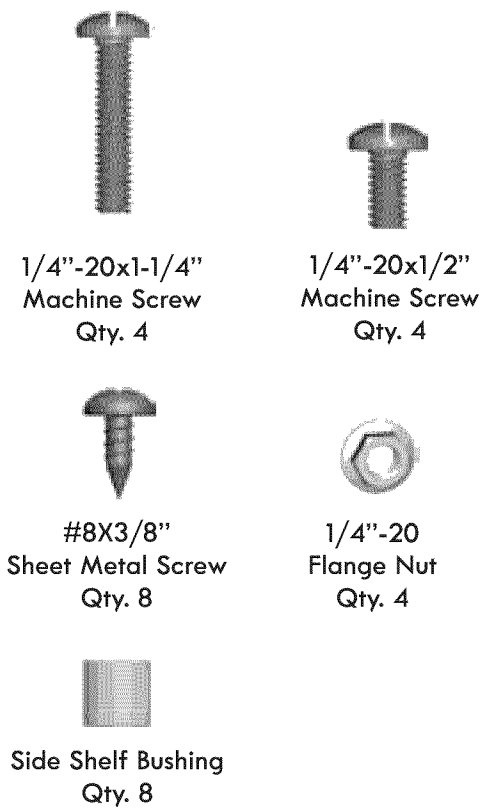 1/4”-20x1-1/4”
Machine Screw
Qty. 4
1/4”-20x1/2”
Machine Screw
Qty. 4
#8X3/8”
Sheet Metal Screw
Qty. 8
1/4”-20
Flange Nut
Qty. 4
Side Shelf Bushing
Qty. 8